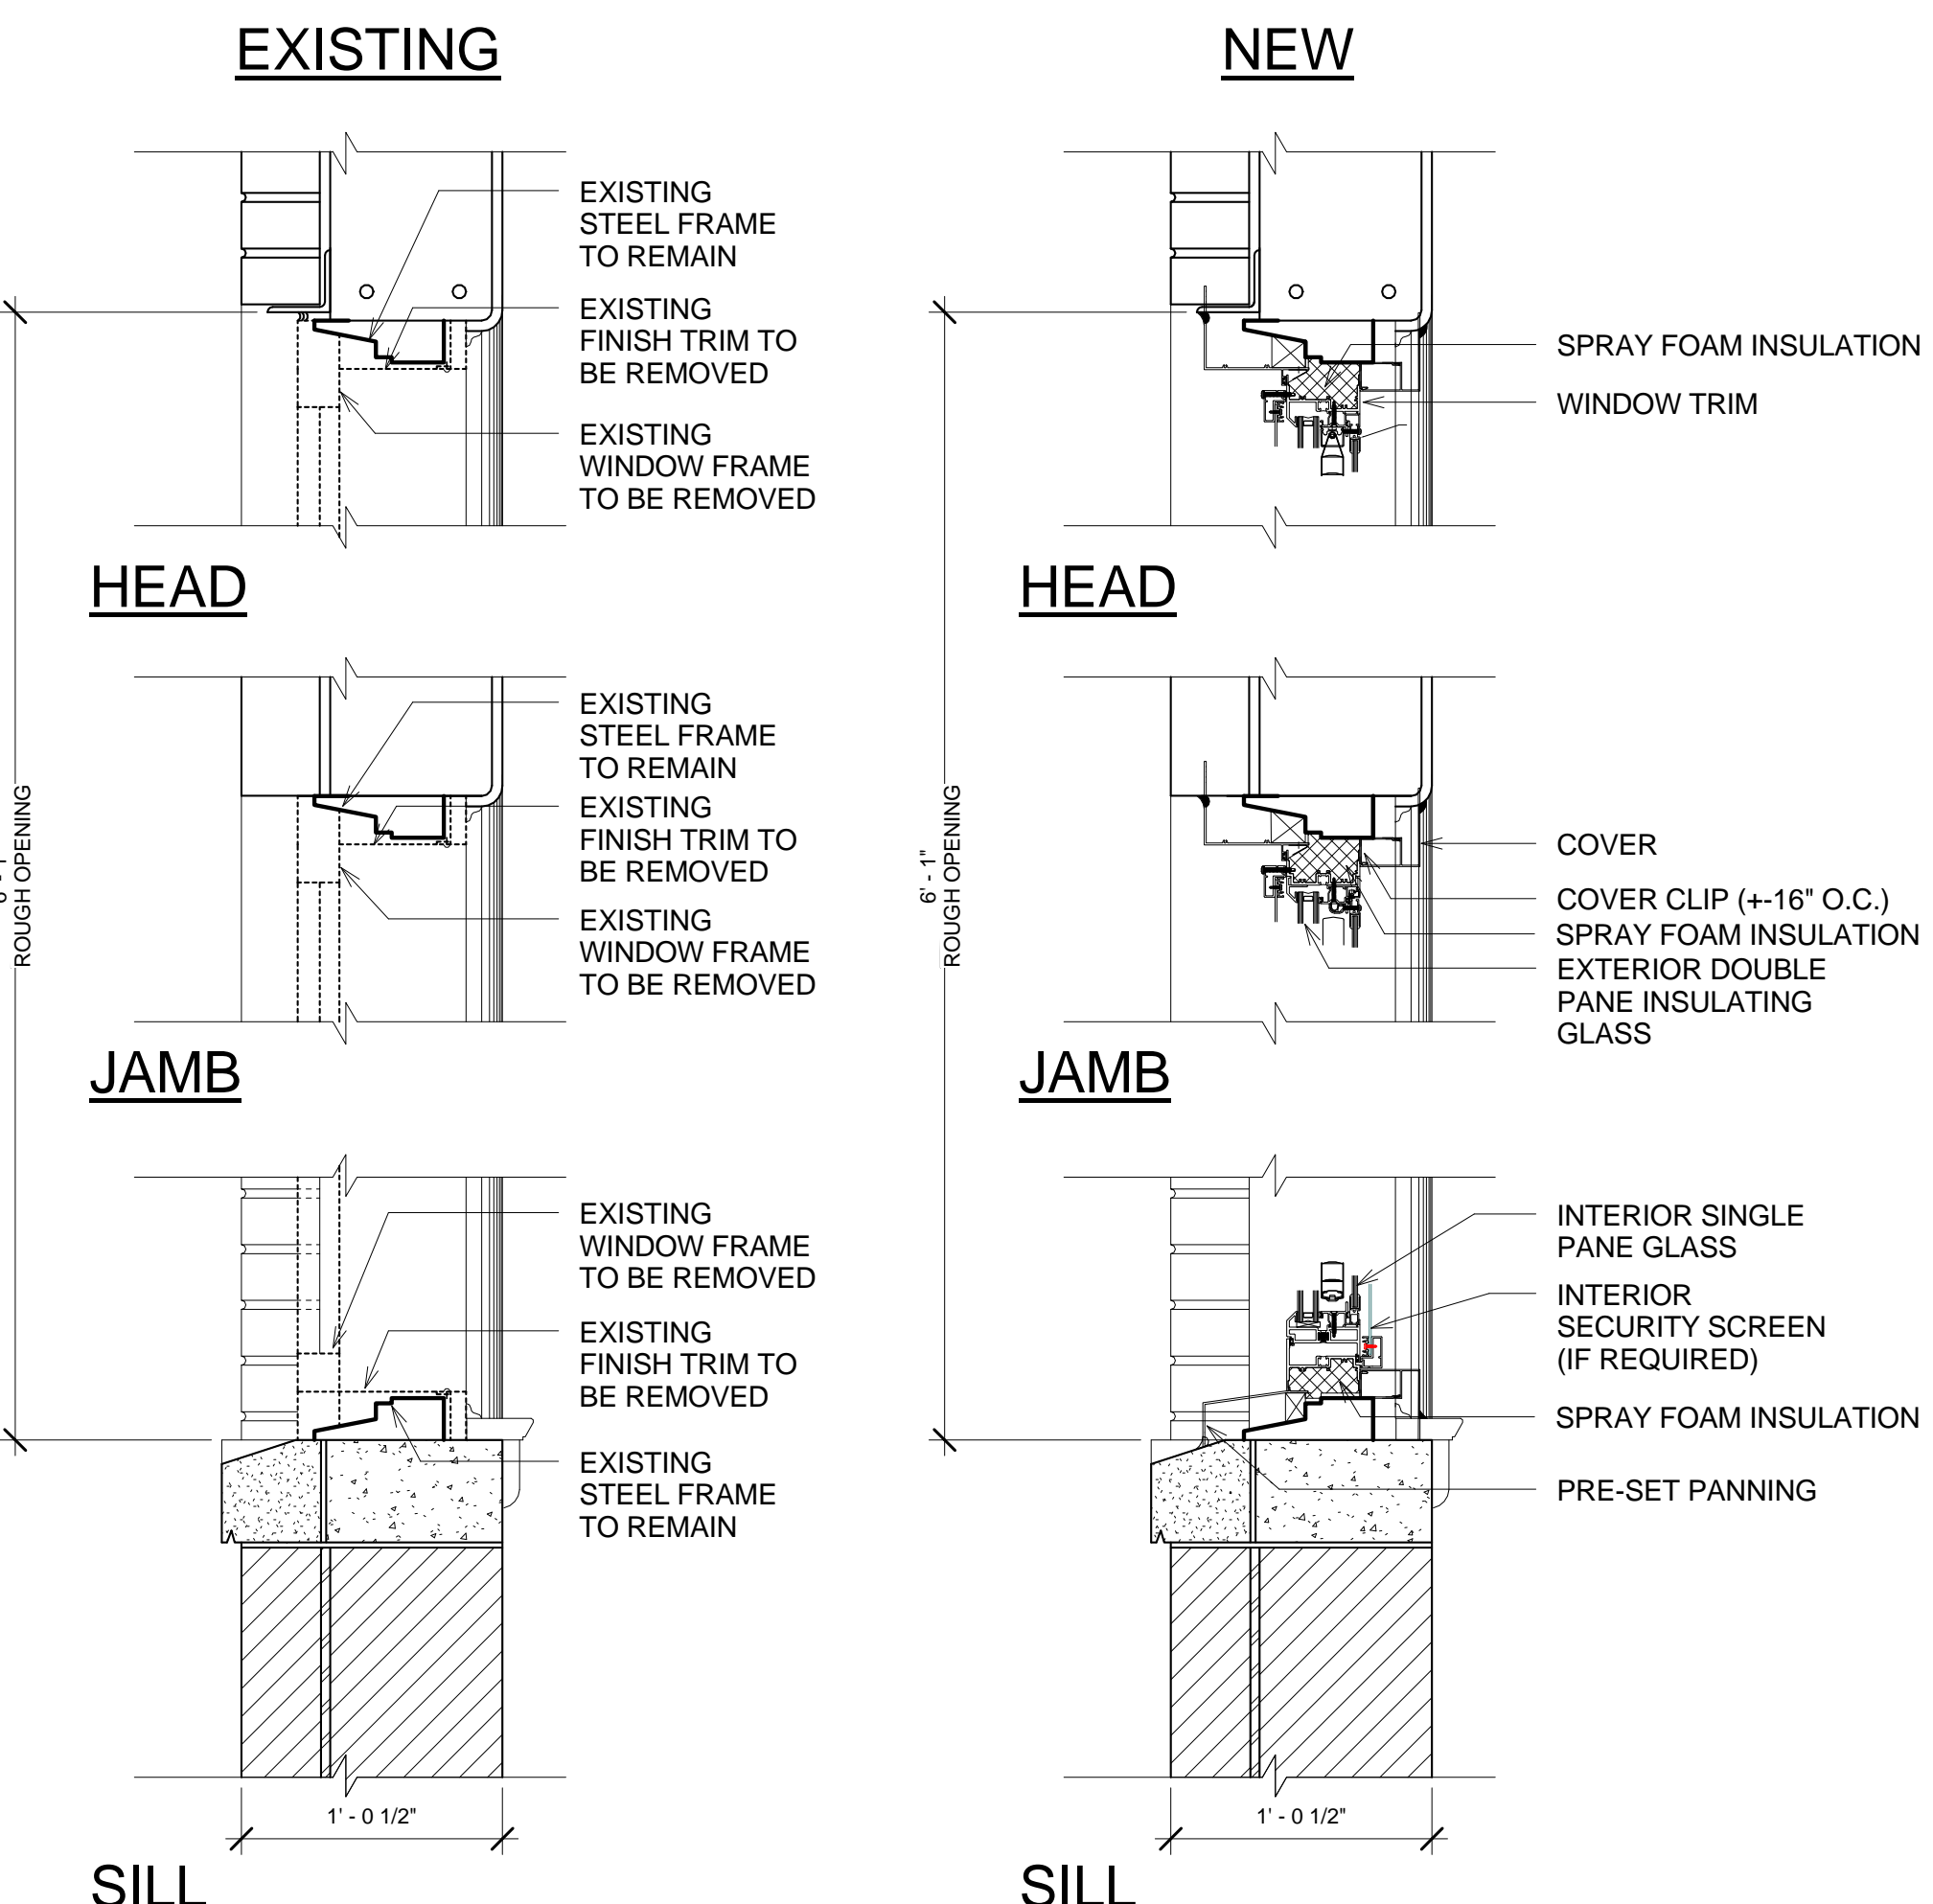 EXISTING
EXISTING
STEEL FRAME
TO REMAIN
EXISTING
FINISH TRIM TO
BE REMOVED
EXISTING
WINDOW FRAME
TO BE REMOVED
HEAD
ROUGH OPENING
EXISTING
STEEL FRAME
TO REMAIN
EXISTING
FINISH TRIM TO
BE REMOVED
EXISTING
WINDOW FRAME
TO BE REMOVED
JAMB
EXISTING
WINDOW FRAME
TO BE REMOVED
EXISTING
FINISH TRIM TO
BE REMOVED
EXISTING
STEEL FRAME
TO REMAIN
1' - 0 1/2"
SILL
NEW
SPRAY FOAM INSULATION
WINDOW TRIM
HEAD
6' - 1"
ROUGH OPENING
COVER
COVER CLIP (+-16" O.C.)
SPRAY FOAM INSULATION
EXTERIOR DOUBLE
PANE INSULATING
GLASS
JAMB
INTERIOR SINGLE
PANE GLASS
INTERIOR
SECURITY SCREEN
(IF REQUIRED)
SPRAY FOAM INSULATION
PRE-SET PANNING
1' - 0 1/2"
SILL